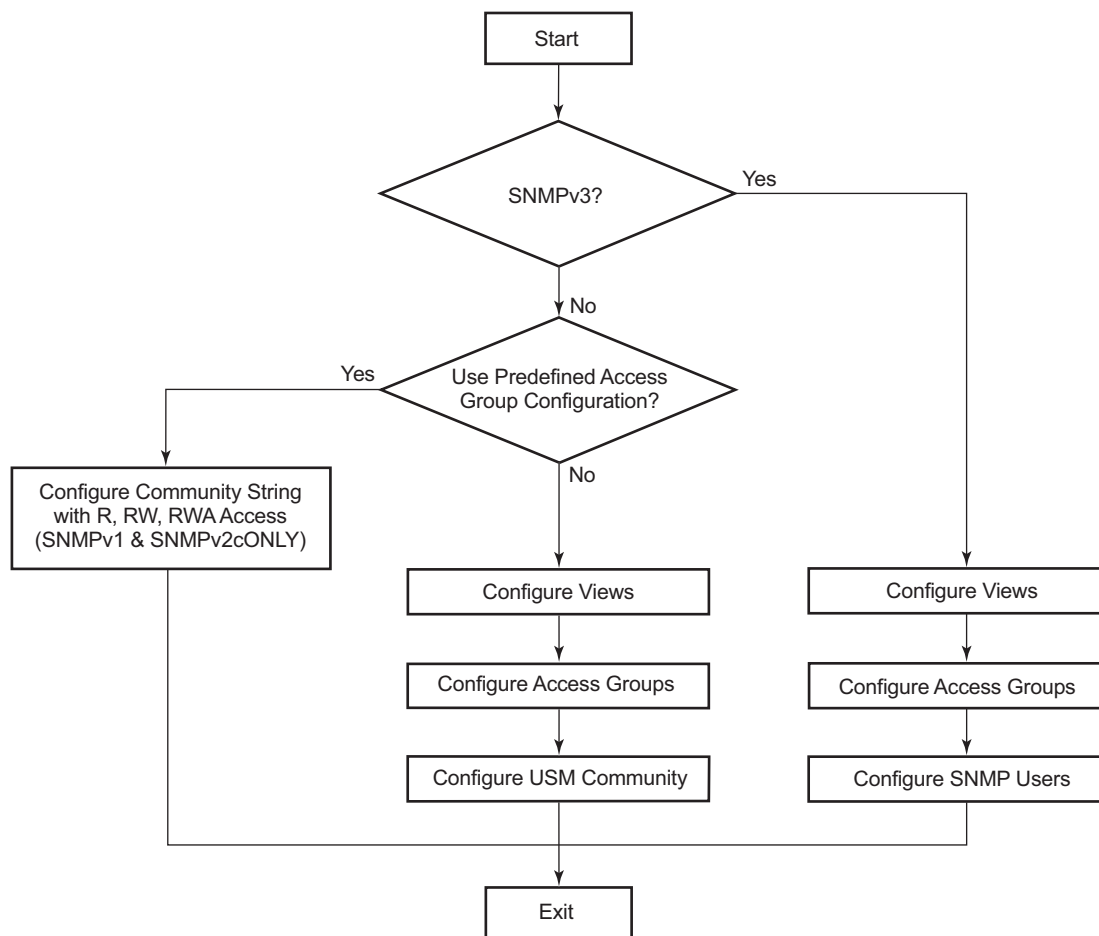 Start
SNMPv3?
Yes
No
Yes
Use Predefined Access
Group Configuration?
No
Configure Community String
with R, RW, RWA Access
(SNMPv1 & SNMPv2cONLY)
Configure Views
Configure Views
Configure Access Groups
Configure Access Groups
Configure USM Community
Configure SNMP Users
Exit